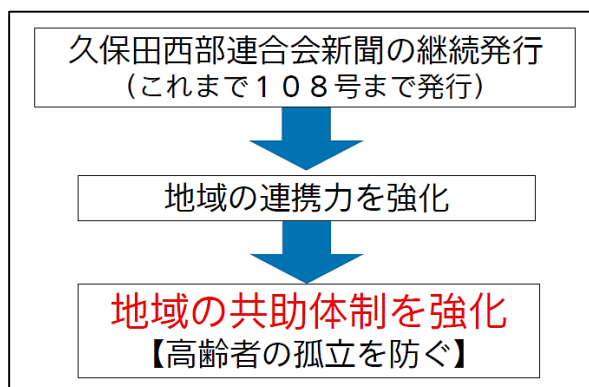 久保田西部連合会新聞の継続発行
（これまで１０８号まで発行）
地域の連携力を強化
地域の共助体制を強化
【高齢者の孤立を防ぐ】